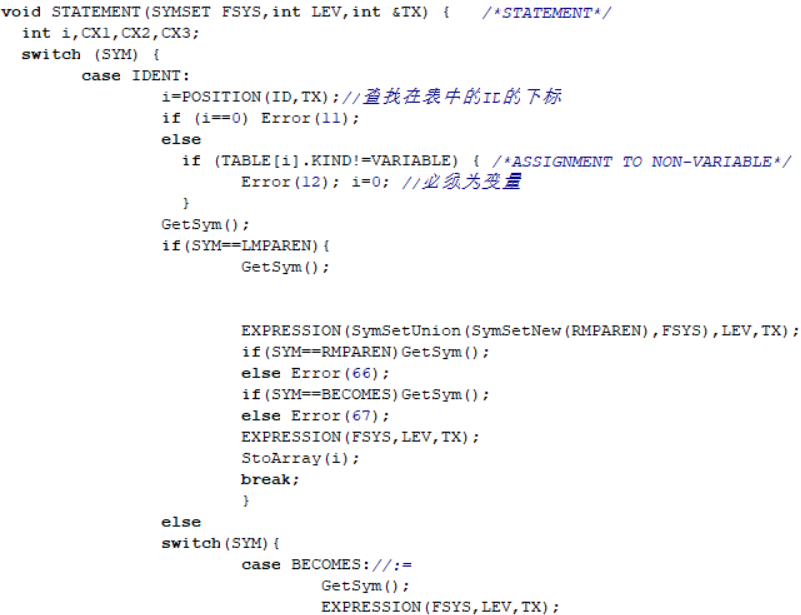 void STATEMENT(SYMSET FSYS,int LEV,int &TX) {   /*STATEMENT*/
  int i,CX1,CX2,CX3;
  switch (SYM) {
        case IDENT:
                i=POSITION(ID,TX);//查找在表中的ID的下标
                if (i==0) Error(11);
                else
                  if (TABLE[i].KIND!=VARIABLE) { /*ASSIGNMENT TO NON-VARIABLE*/
                        Error(12); i=0; //必须为变量
                  }
                GetSym();
                if(SYM==LMPAREN){
                        GetSym();
                        EXPRESSION(SymSetUnion(SymSetNew(RMPAREN),FSYS),LEV,TX);
                        if(SYM==RMPAREN)GetSym();
                        else Error(66);
                        if(SYM==BECOMES)GetSym();
                        else Error(67);
                        EXPRESSION(FSYS,LEV,TX);
                        StoArray(i);
                        break;
                        }
                else
                switch(SYM){
                        case BECOMES://:=
                                GetSym();
                                EXPRESSION(FSYS,LEV,TX);